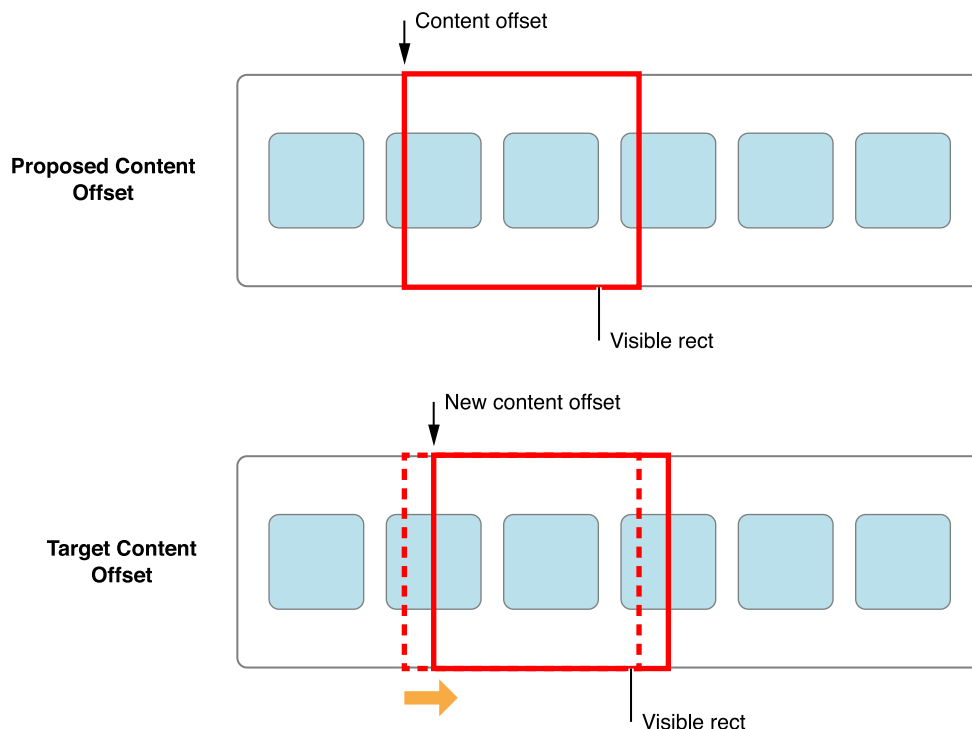 Content offset
Proposed Content
Offset
Visible rect
New content offset
Target Content
Offset
Visible rect